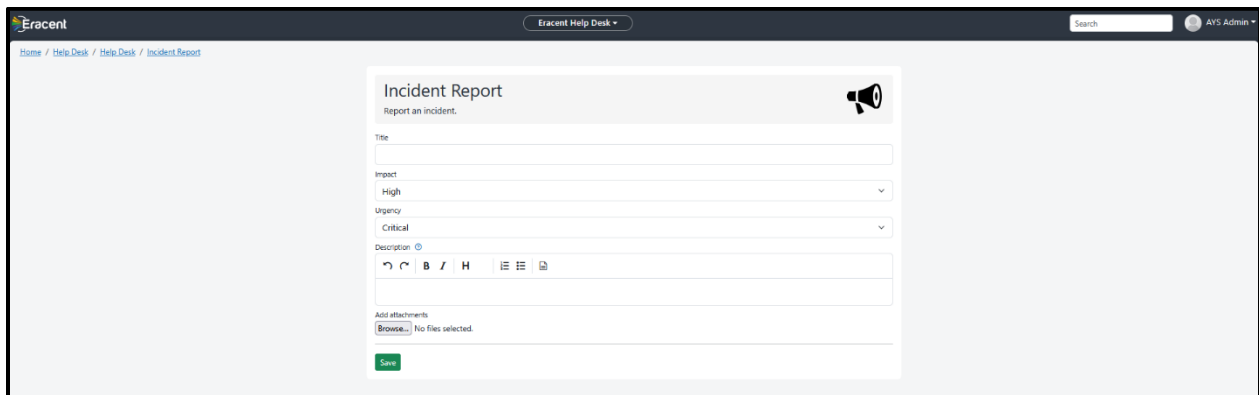 Eracent
Eracent Help Desk
Search
AYS Admin
Home / Help Desk / Help Desk / Incident Report
Incident Report
Report an incident.
Title
Impact
High
Urgency
Critical
Description
B I H
Add attachments
Browse... No files selected.
Save